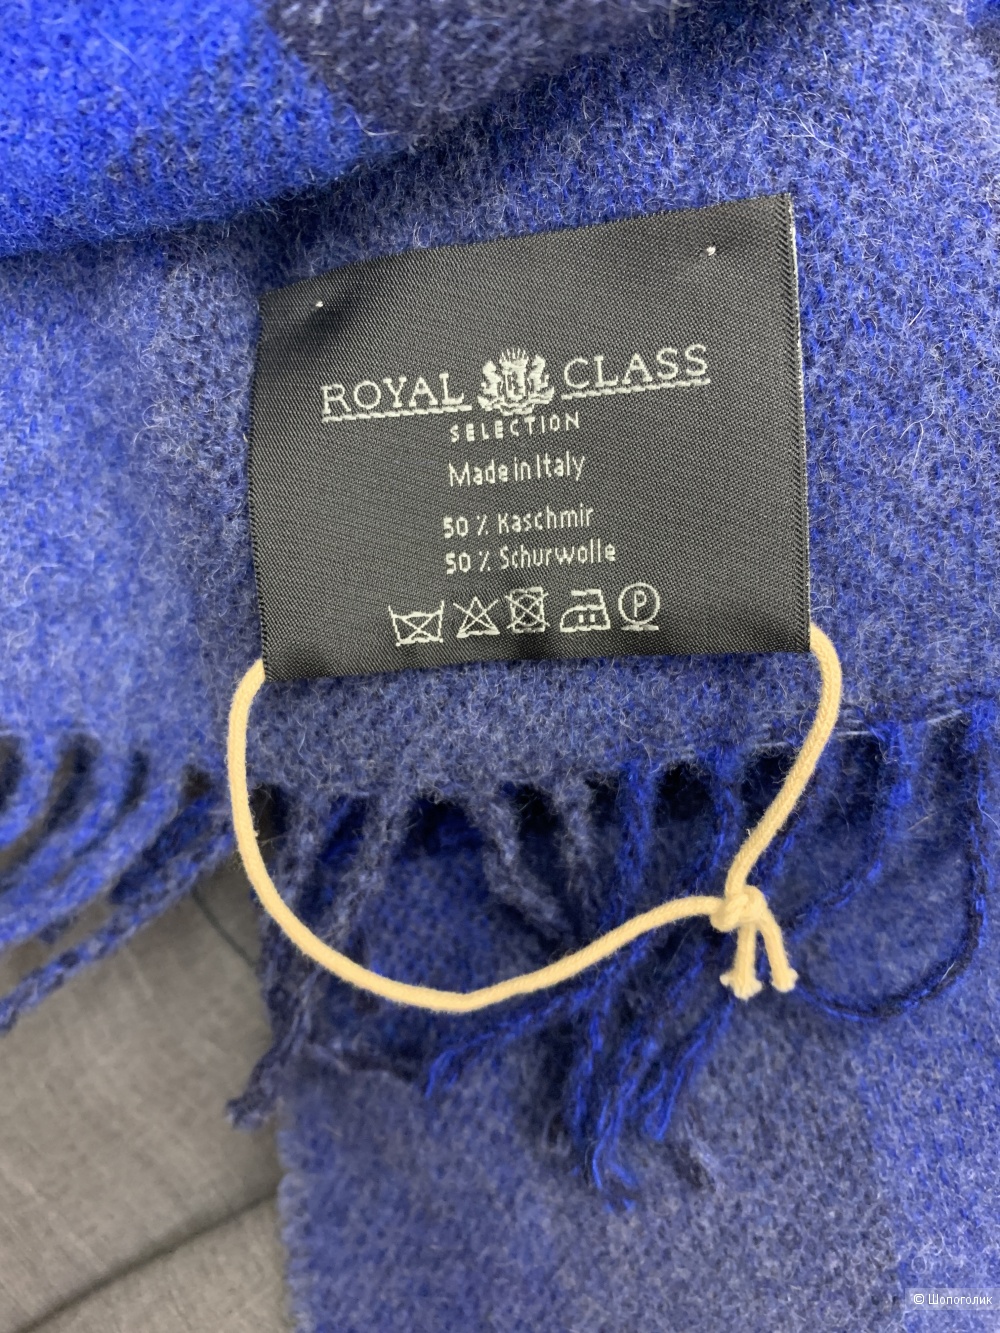 ROYAL CLASS
SELECTION
Made in Italy
50 % Kaschmir
50 % Schurwolle
P
© Шопоголик